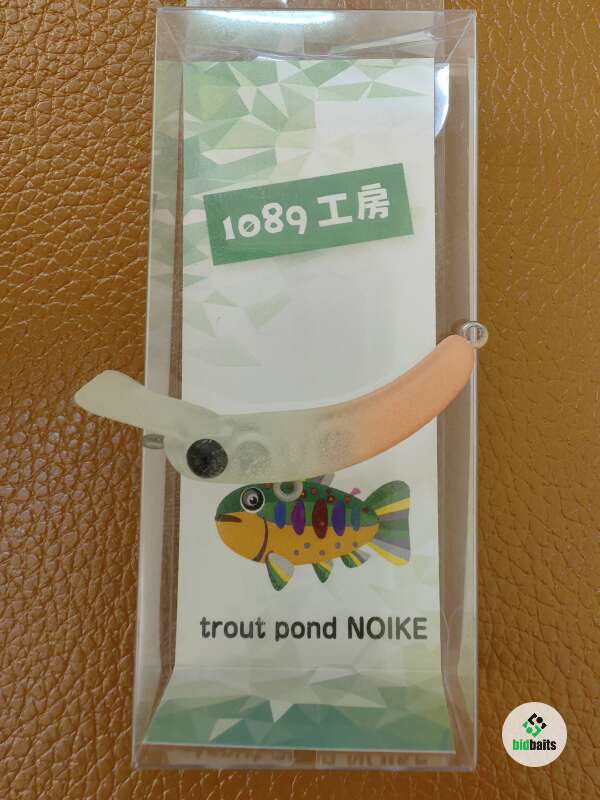 1089 工房
trout pond NOIKE
bidbaits